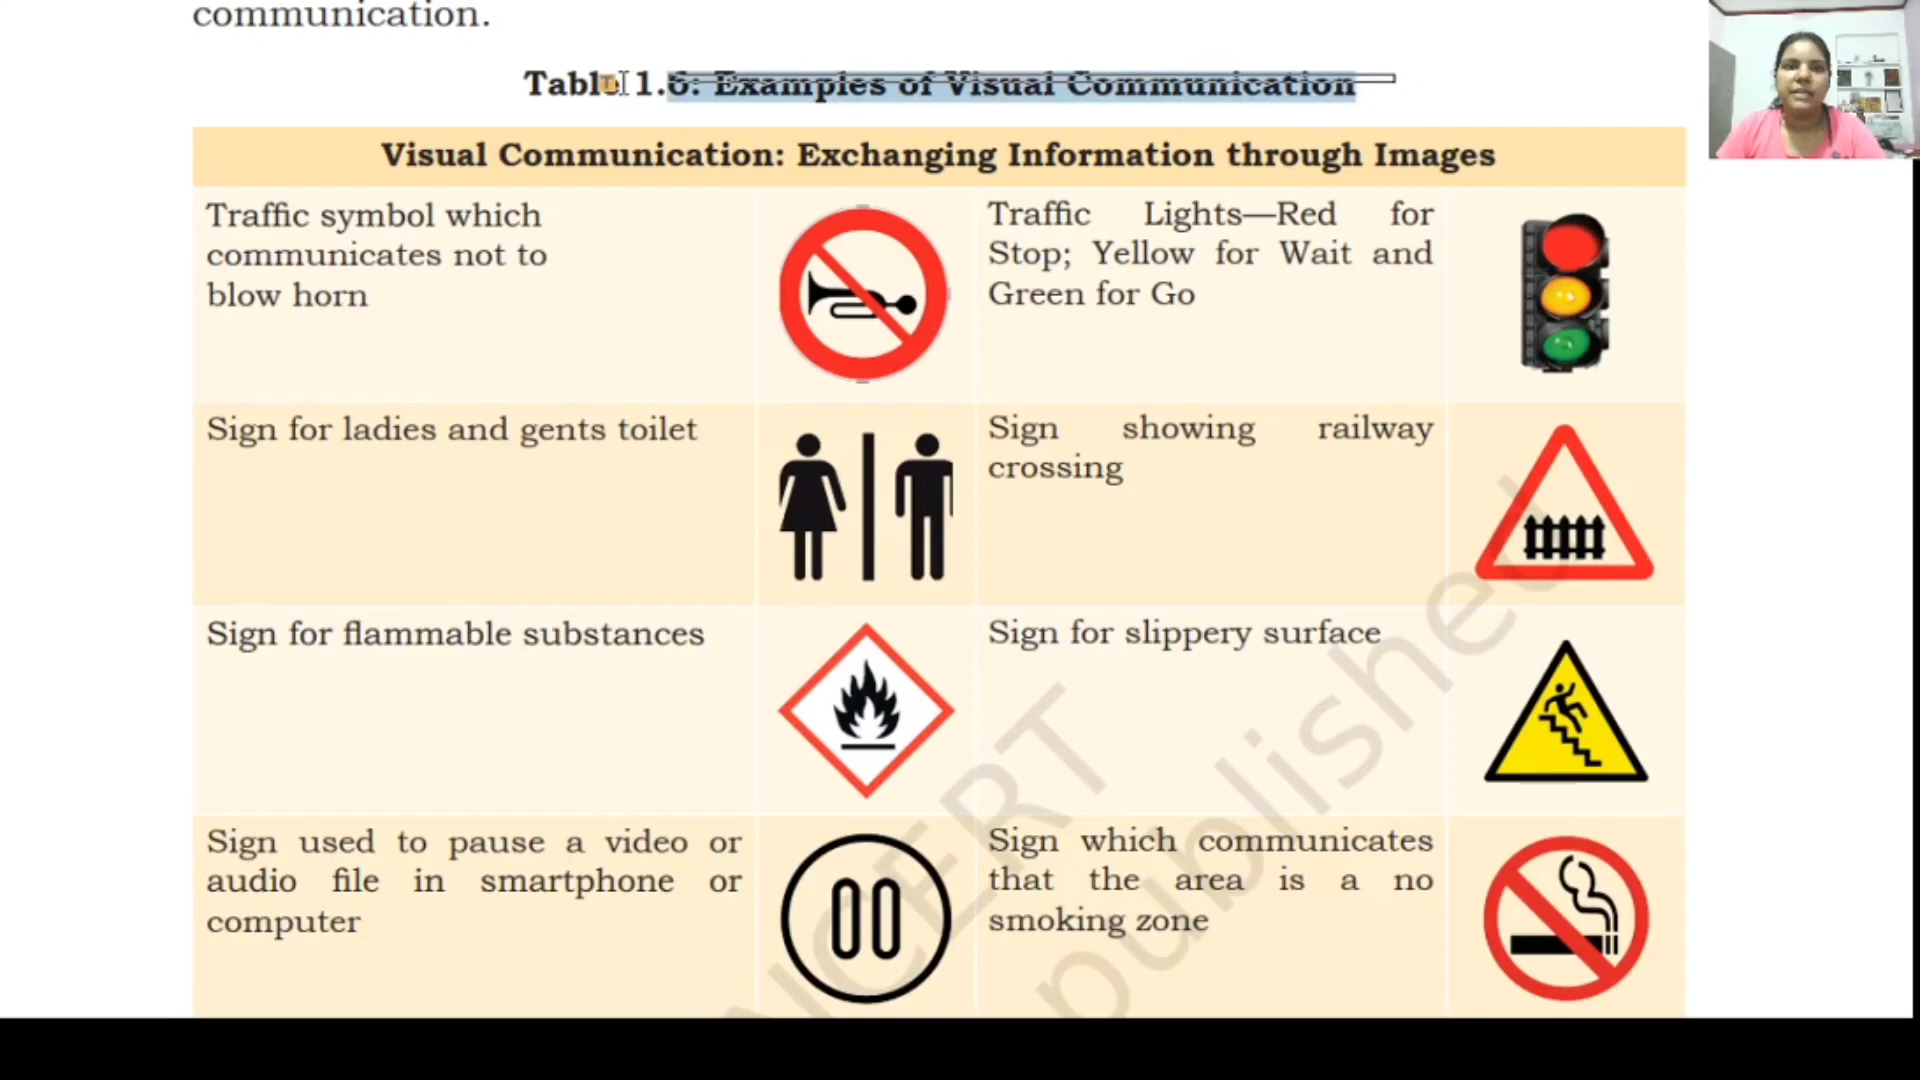 communication.
Table 1.6: Examples of Visual Communication
Visual Communication: Exchanging Information through Images
Traffic symbol which
communicates not to
blow horn
Traffic Lights—Red for
Stop; Yellow for Wait and
Green for Go
Sign for ladies and gents toilet
Sign showing railway
crossing
Sign for flammable substances
Sign for slippery surface
Sign used to pause a video or
audio file in smartphone or
computer
Sign which communicates
that the area is a no
smoking zone
NCERT
published